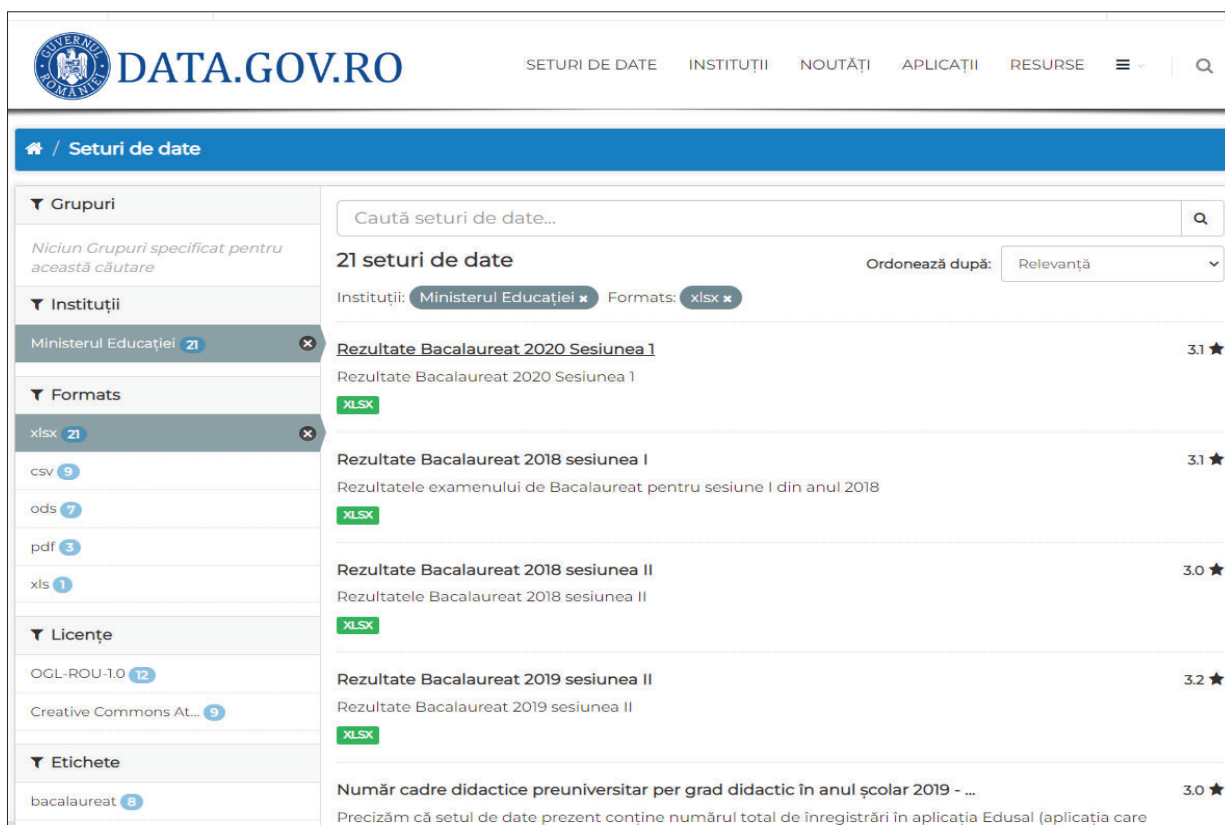 GUVERNUL ROMÂNIEI
DATA.GOV.RO
SETURI DE DATE INSTITUȚII NOUTĂȚI APLICAȚII RESURSE
/ Seturi de date
Grupuri
Niciun Grupuri specificat pentru
această căutare
Instituții
Ministerul Educației 21
Formats
xlsx 21
csv 9
ods 7
pdf 3
xls 1
Licențe
OGL-ROU-1.0 12
Creative Commons At... 9
Etichete
bacalaureat 8
Caută seturi de date...
21 seturi de date
Ordonează după: Relevanță
Instituții: Ministerul Educației Formats: xlsx
Rezultate Bacalaureat 2020 Sesiunea 1 3.1
Rezultate Bacalaureat 2020 Sesiunea 1
XLSX
Rezultate Bacalaureat 2018 sesiunea I 3.1
Rezultatele examenului de Bacalaureat pentru sesiune I din anul 2018
XLSX
Rezultate Bacalaureat 2018 sesiunea II 3.0
Rezultatele Bacalaureat 2018 sesiunea II
XLSX
Rezultate Bacalaureat 2019 sesiunea II 3.2
Rezultate Bacalaureat 2019 sesiunea II
XLSX
Număr cadre didactice preuniversitar per grad didactic în anul școlar 2019 - ... 3.0
Precizăm că setul de date prezent conține numărul total de înregistrări în aplicația Edusal (aplicația care